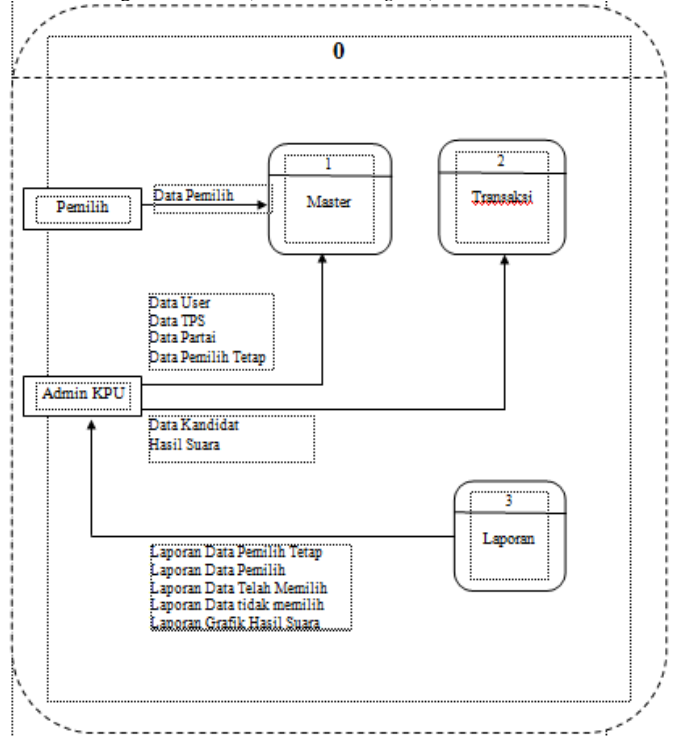 0
1
Master
2
Transaksi
Pemilih
Data Pemilih
Data User
Data TPS
Data Partai
Data Pemilih Tetap
Admin KPU
Data Kandidat
Hasil Suara
3
Laporan
Laporan Data Pemilih Tetap
Laporan Data Pemilih
Laporan Data Telah Memilih
Laporan Data tidak memilih
Laporan Grafik Hasil Suara